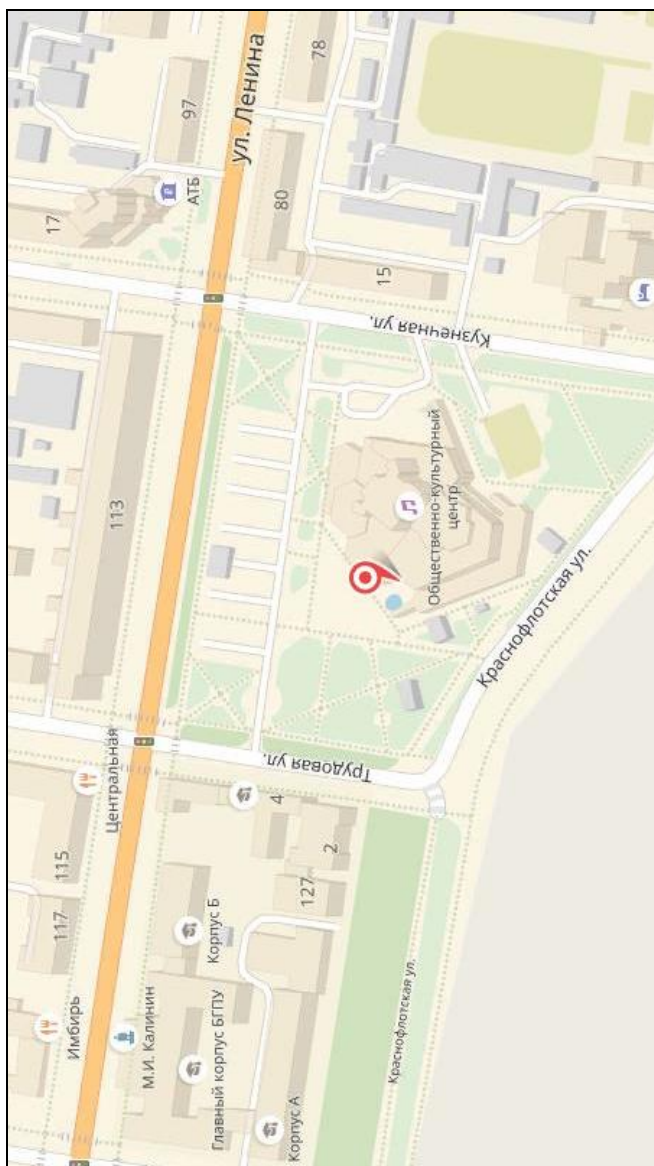 117
115
17
Имбирь
Центральная
113
М.И. Калинин
97
АТБ
Корпус Б
Главный корпус БГПУ
ул. Ленина
4
80
Корпус А
127
78
Трудовая ул.
2
15
Краснофлотская ул.
Общественно-культурный
центр
Кузнечная ул.
Краснофлотская ул.